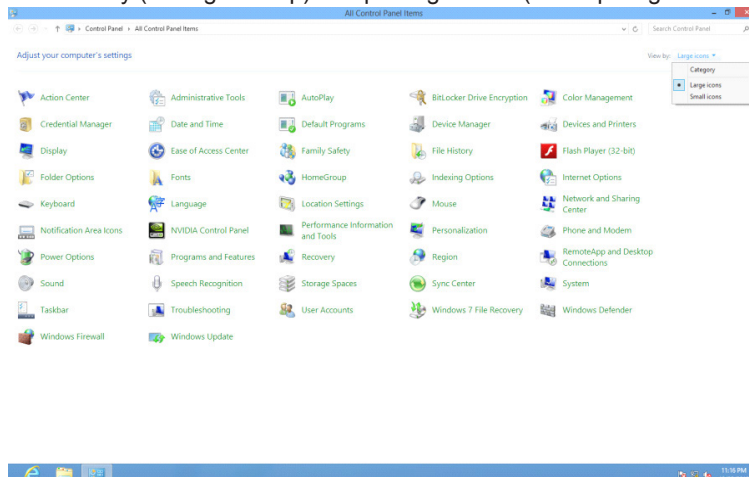 All Control Panel Items
Control Panel All Control Panel Items
Search Control Panel
Adjust your computer's settings
View by: Large icons
Category
Large icons
Small icons
Action Center
Administrative Tools
AutoPlay
BitLocker Drive Encryption
Color Management
Credential Manager
Date and Time
Default Programs
Device Manager
Devices and Printers
Display
Ease of Access Center
Family Safety
File History
Flash Player (32-bit)
Folder Options
Fonts
HomeGroup
Indexing Options
Internet Options
Keyboard
Language
Location Settings
Mouse
Network and Sharing
Center
Notification Area Icons
NVIDIA Control Panel
Performance Information
and Tools
Personalization
Phone and Modem
Power Options
Programs and Features
Recovery
Region
RemoteApp and Desktop
Connections
Sound
Speech Recognition
Storage Spaces
Sync Center
System
Taskbar
Troubleshooting
User Accounts
Windows 7 File Recovery
Windows Defender
Windows Firewall
Windows Update
11:16 PM